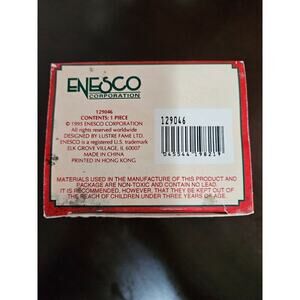 ENESCO
CORPORATION
129046
CONTENTS: 1 PIECE
© 1995 ENESCO CORPORATION
All rights reserved worldwide
DESIGNED BY LUSTRE FAME LTD.
ENESCO is a registered U.S. trademark
ELK GROVE VILLAGE, IL 60007
MADE IN CHINA
PRINTED IN HONG KONG
129046
045544 19821
MATERIALS USED IN THE MANUFACTURE OF THIS PRODUCT AND
PACKAGE ARE NON-TOXIC AND CONTAIN NO LEAD.
IT IS RECOMMENDED, HOWEVER, THAT THEY BE KEPT OUT OF
THE REACH OF CHILDREN UNDER THREE YEARS OF AGE.